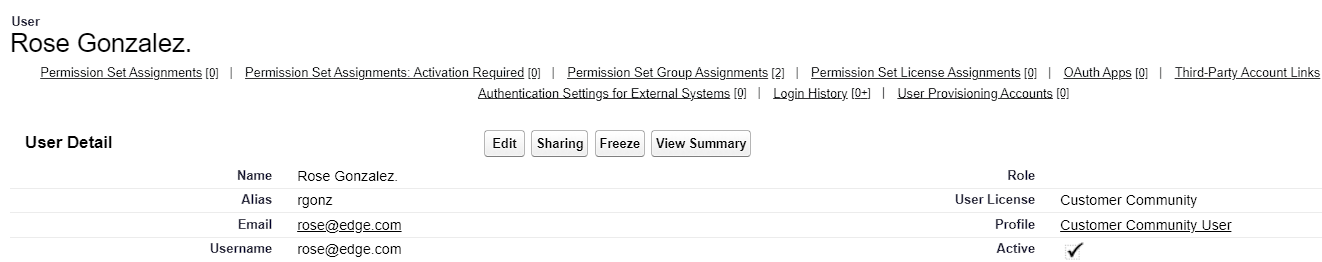 User
Rose Gonzalez.
Permission Set Assignments [0] | Permission Set Assignments: Activation Required [0] | Permission Set Group Assignments [2] | Permission Set License Assignments [0] | OAuth Apps [0] | Third-Party Account Links
Authentication Settings for External Systems [0] | Login History [0+] | User Provisioning Accounts [0]
User Detail Edit Sharing Freeze View Summary
Name Rose Gonzalez. Role
Alias rgonz User License Customer Community
Email rose@edge.com Profile Customer Community User
Username rose@edge.com Active